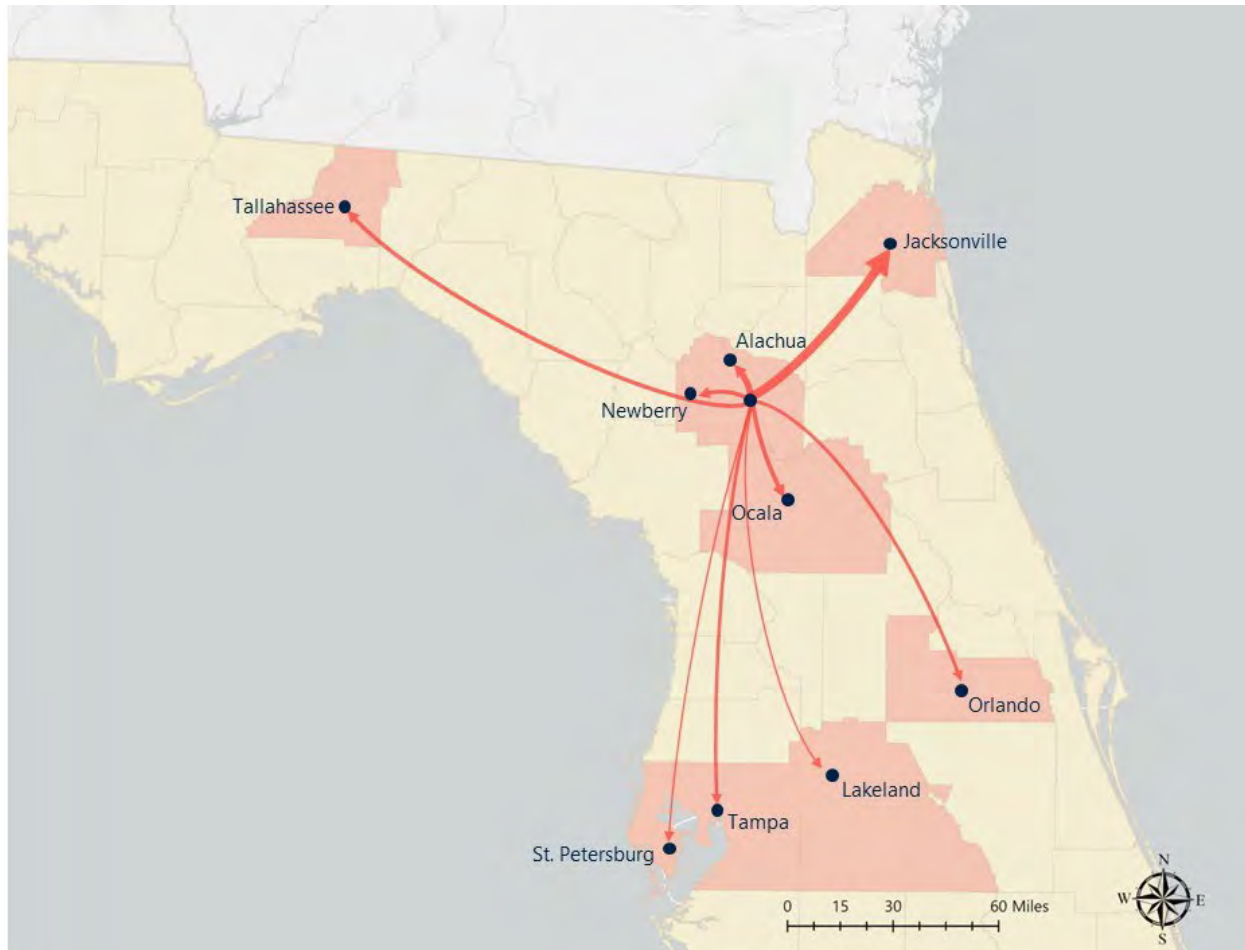 Tallahassee
Jacksonville
Alachua
Newberry
Ocala
Orlando
Lakeland
Tampa
St. Petersburg
0 15 30 60 Miles
N
W E
S